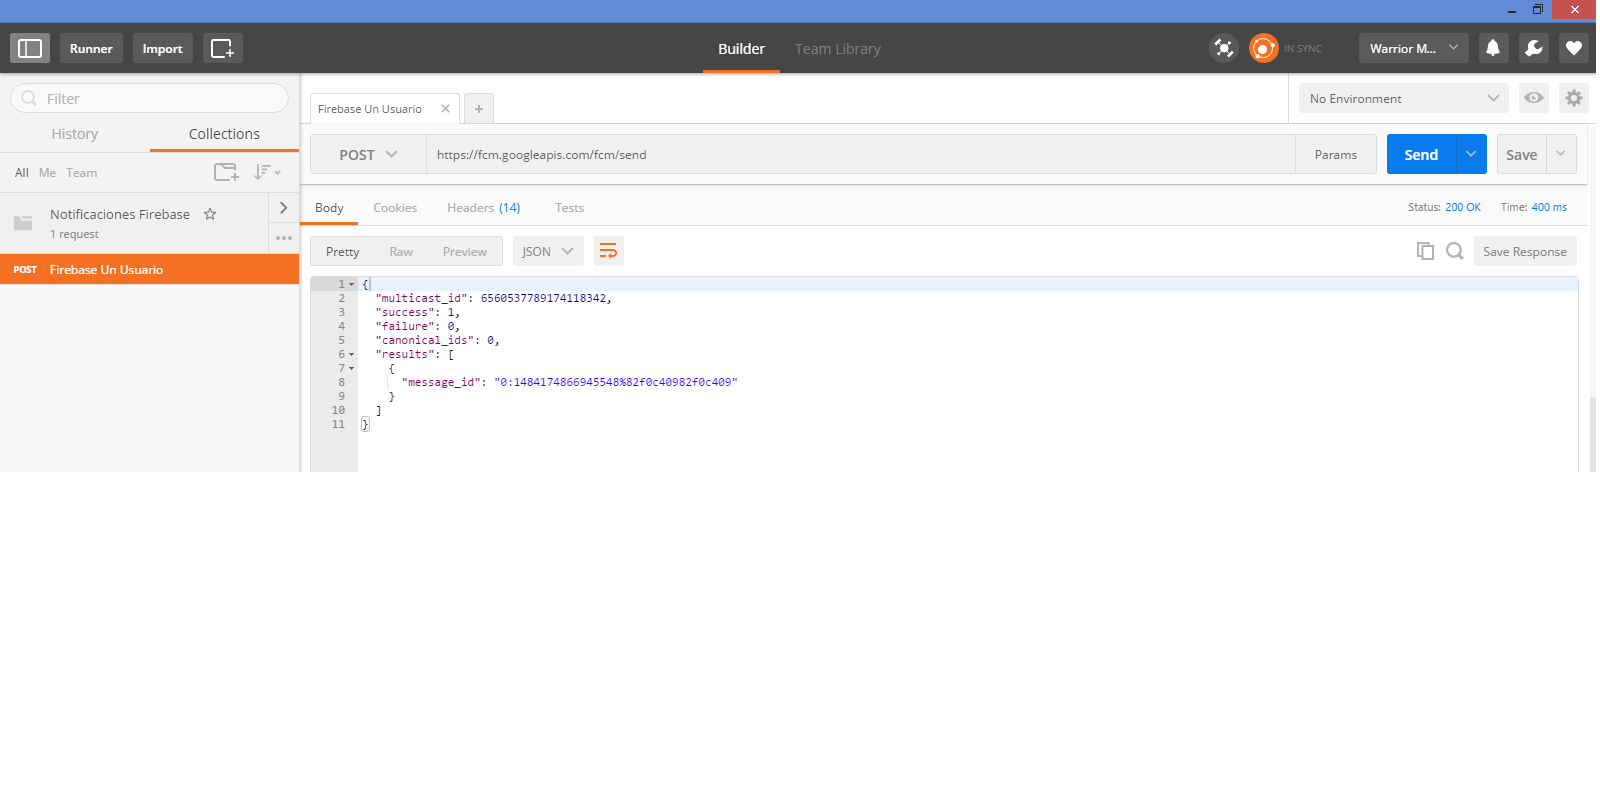 Runner Import Builder Team Library IN SYNC Warrior M...
Filter
History Collections
All Me Team
Notificaciones Firebase
1 request
POST Firebase Un Usuario
Firebase Un Usuario
No Environment
POST https://fcm.googleapis.com/fcm/send Params Send Save
Body Cookies Headers (14) Tests Status: 200 OK Time: 400 ms
Pretty Raw Preview JSON Save Response
1 {
2 "multicast_id": 6560537789174118342,
3 "success": 1,
4 "failure": 0,
5 "canonical_ids": 0,
6 "results": [
7 {
8 "message_id": "0:1484174866945548%82f0c40982f0c409"
9 }
10 ]
11 }